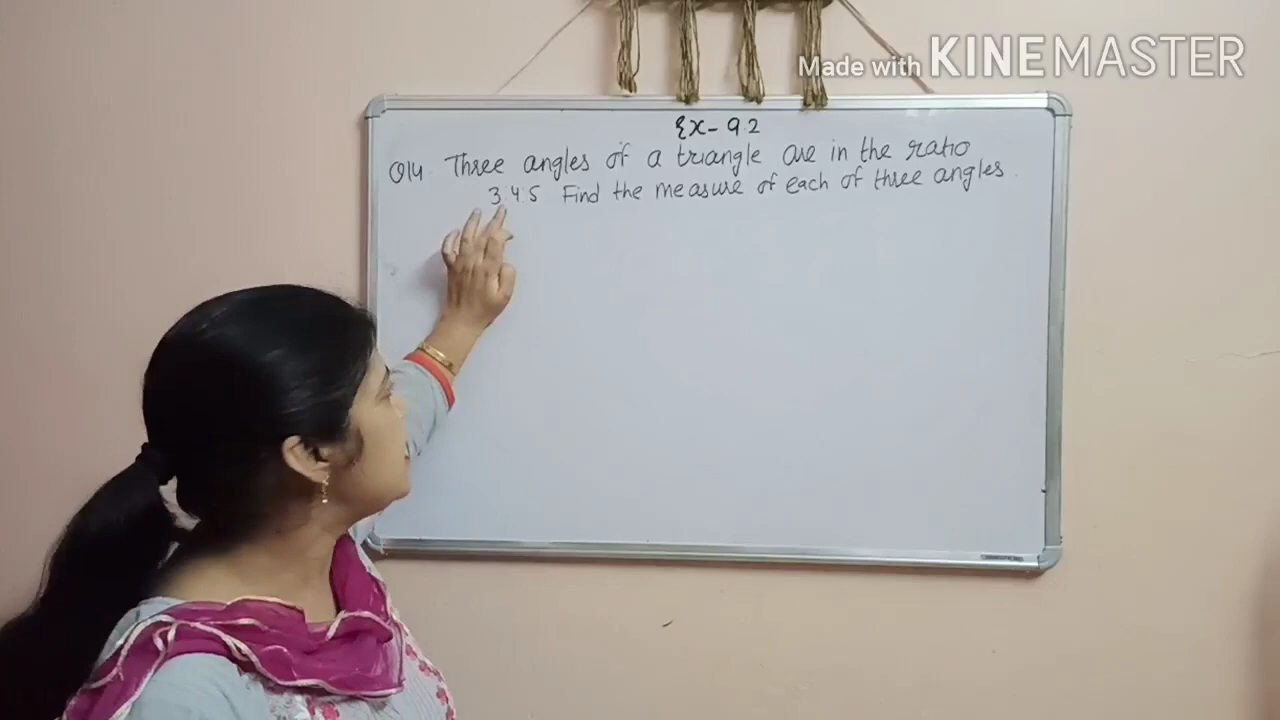 Made with KINEMASTER
Ex- 9.2
Q14. Three angles of a triangle are in the ratio
3:4:5 Find the measure of each of three angles.